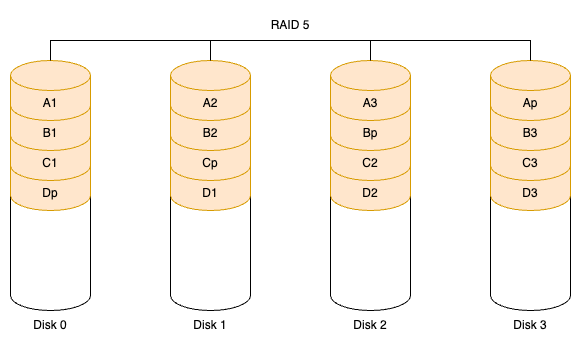 RAID 5
A1 A2 A3 Ap
B1 B2 Bp B3
C1 Cp C2 C3
Dp D1 D2 D3
Disk 0 Disk 1 Disk 2 Disk 3